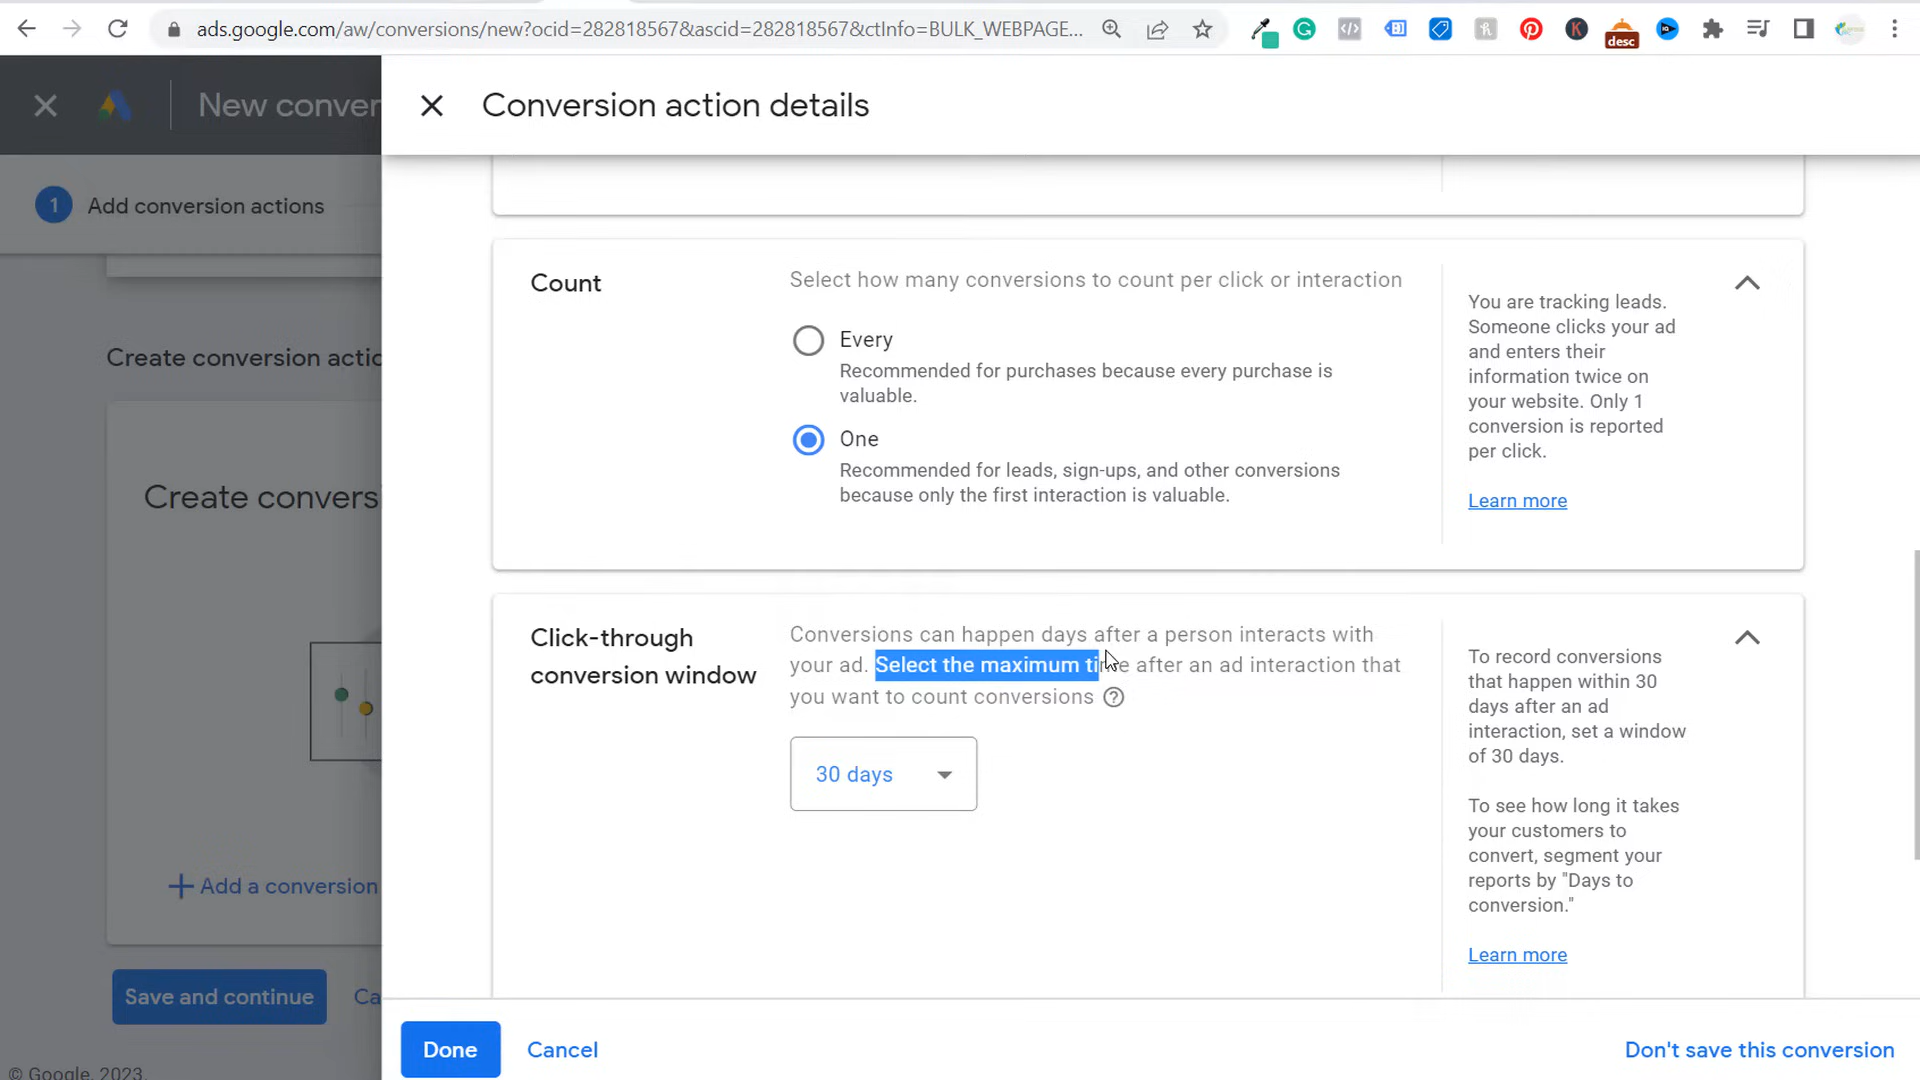 ads.google.com/aw/conversions/new?ocid=282818567&ascid=282818567&ctInfo=BULK_WEBPAGE...
desc
New conver
Conversion action details
1 Add conversion actions
Count
Select how many conversions to count per click or interaction
Every
Recommended for purchases because every purchase is
valuable.
One
Recommended for leads, sign-ups, and other conversions
because only the first interaction is valuable.
You are tracking leads.
Someone clicks your ad
and enters their
information twice on
your website. Only 1
conversion is reported
per click.
Learn more
Create conversion actic
Create conversi
Add a conversion
Click-through
conversion window
Conversions can happen days after a person interacts with
your ad. Select the maximum time after an ad interaction that
you want to count conversions
30 days
To record conversions
that happen within 30
days after an ad
interaction, set a window
of 30 days.
To see how long it takes
your customers to
convert, segment your
reports by "Days to
conversion."
Learn more
Save and continue
Ca
Done
Cancel
Don't save this conversion
© Google, 2023.